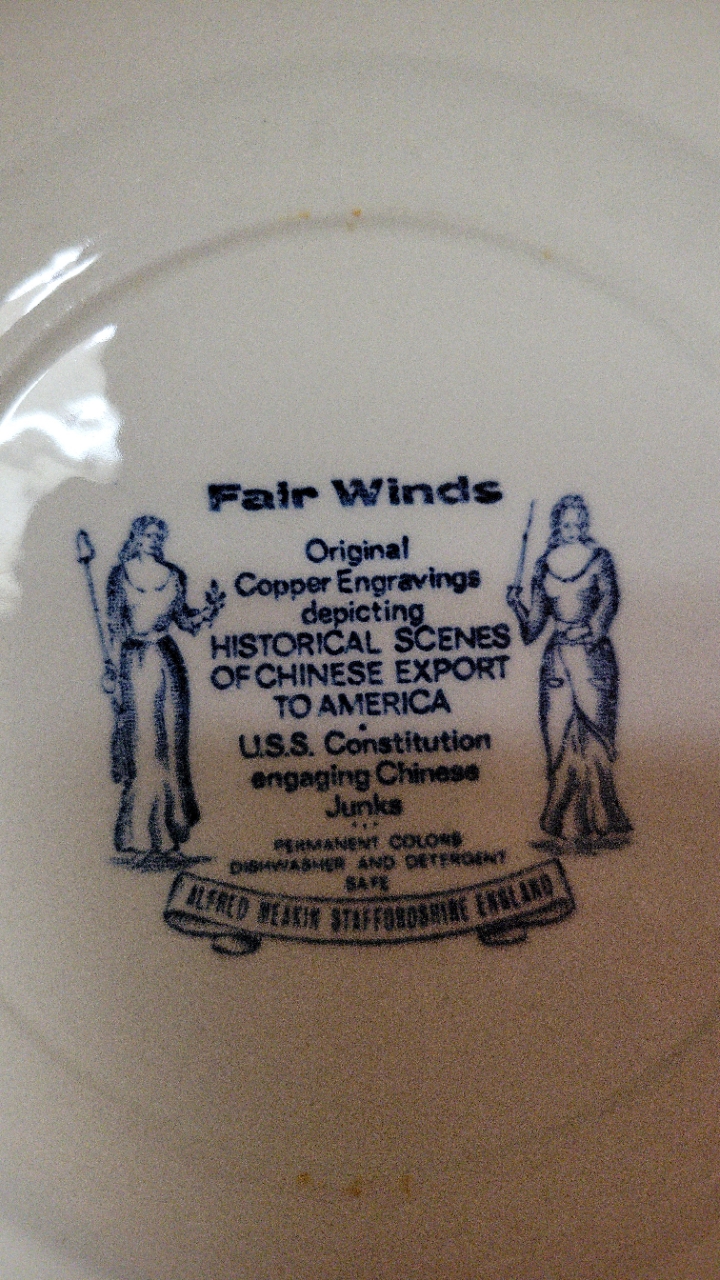 Fair Winds
Original
Copper Engravings
depicting
HISTORICAL SCENES
OF CHINESE EXPORT
TO AMERICA
U.S.S. Constitution
engaging Chinese
Junks
PERMANENT COLORS
DISHWASHER AND DETERGENT
SAFE
ALFRED MEAKIN STAFFORDSHIRE ENGLAND